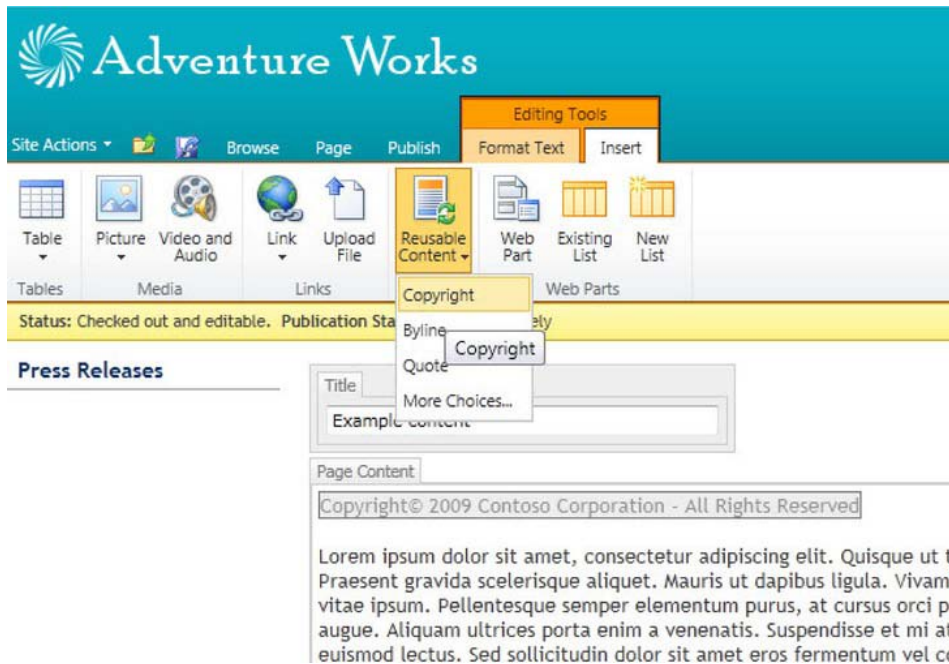 Adventure Works
Editing Tools
Site Actions Browse Page Publish Format Text Insert
Table Picture Video and Audio Link Upload File Reusable Content Web Part Existing List New List
Tables Media Links Web Parts
Copyright
Status: Checked out and editable. Publication
Byline
Copyright
Press Releases
Quote
Title
More Choices...
Example content
Page Content
Copyright© 2009 Contoso Corporation - All Rights Reserved
Lorem ipsum dolor sit amet, consectetur adipiscing elit. Quisque ut
Praesent gravida scelerisque aliquet. Mauris ut dapibus ligula.
vitae ipsum. Pellentesque semper elementum purus, at cursus orci
augue. Aliquam ultrices porta enim a venenatis. Suspendisse et mi
euismod lectus. Sed sollicitudin dolor sit amet eros fermentum vel